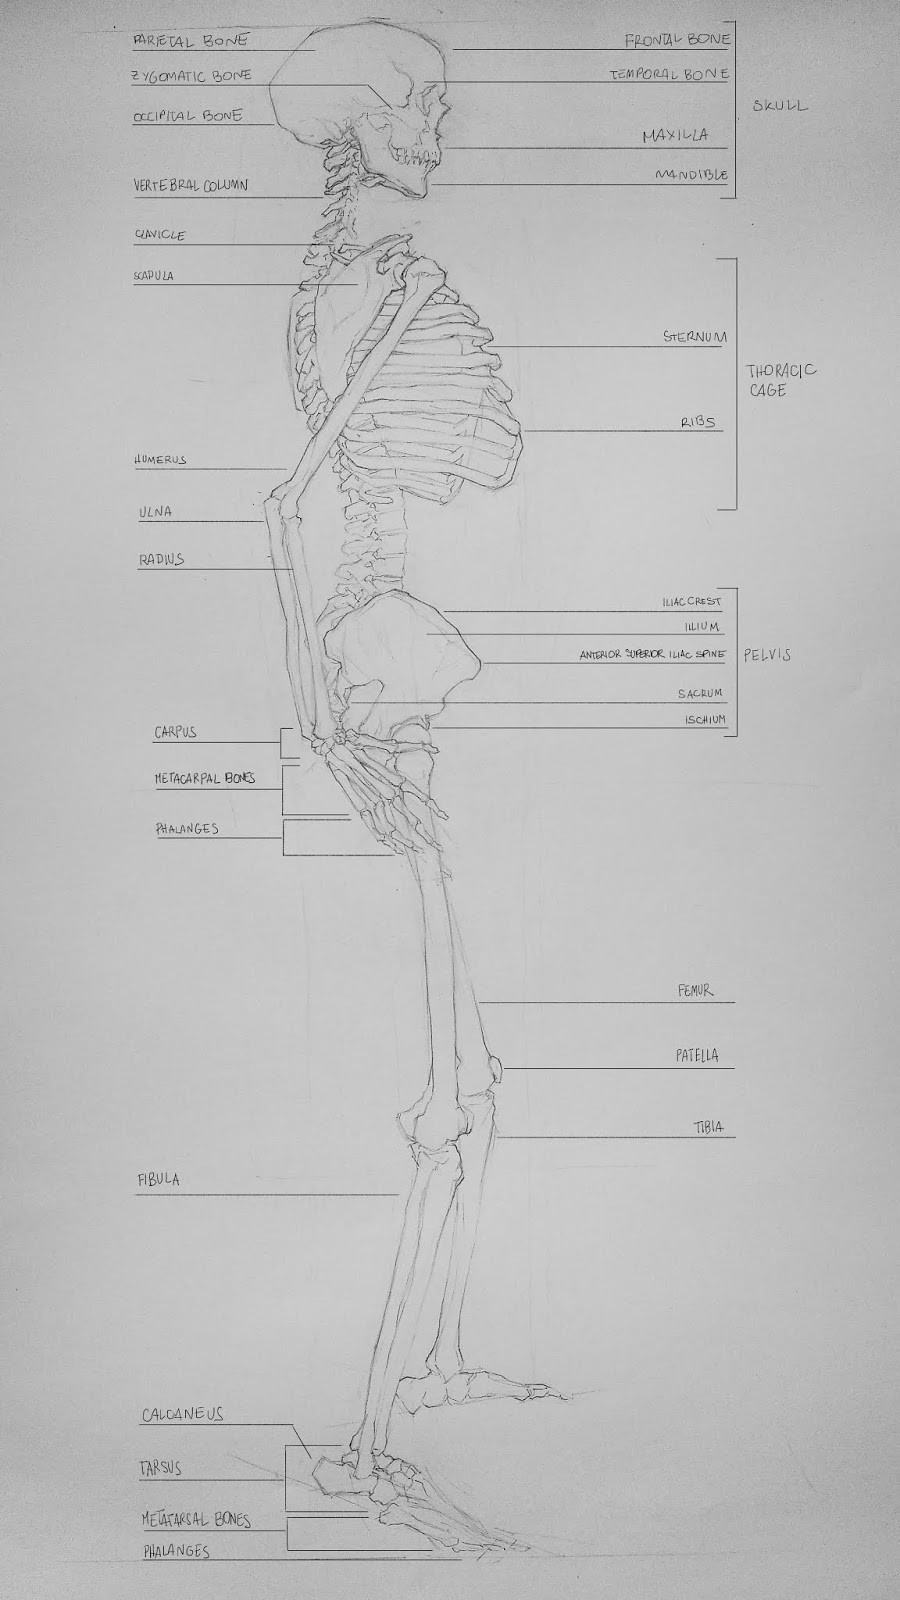 PARIETAL BONE
ZYGOMATIC BONE
OCCIPITAL BONE
VERTEBRAL COLUMN
CLAVICLE
SCAPULA
HUMERUS
ULNA
RADIUS
CARPUS
METACARPAL BONES
PHALANGES
FIBULA
CALCANEUS
TARSUS
METATARSAL BONES
PHALANGES
FRONTAL BONE
TEMPORAL BONE
MAXILLA
MANDIBLE
SKULL
STERNUM
RIBS
THORACIC
CAGE
ILIAC CREST
ILIUM
ANTERIOR SUPERIOR ILIAC SPINE
SACRUM
ISCHIUM
PELVIS
FEMUR
PATELLA
TIBIA